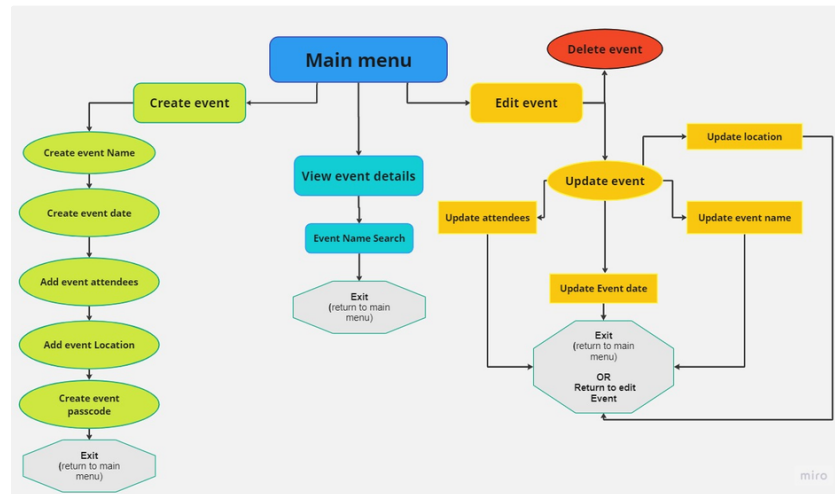 Main menu
Delete event
Create event
Edit event
Create event Name
View event details
Update event
Update location
Create event date
Event Name Search
Update attendees
Update event name
Add event attendees
Exit
(return to main
menu)
Update Event date
Add event Location
Exit
(return to main
menu)
OR
Return to edit
Event
Create event
passcode
Exit
(return to main
menu)
miro